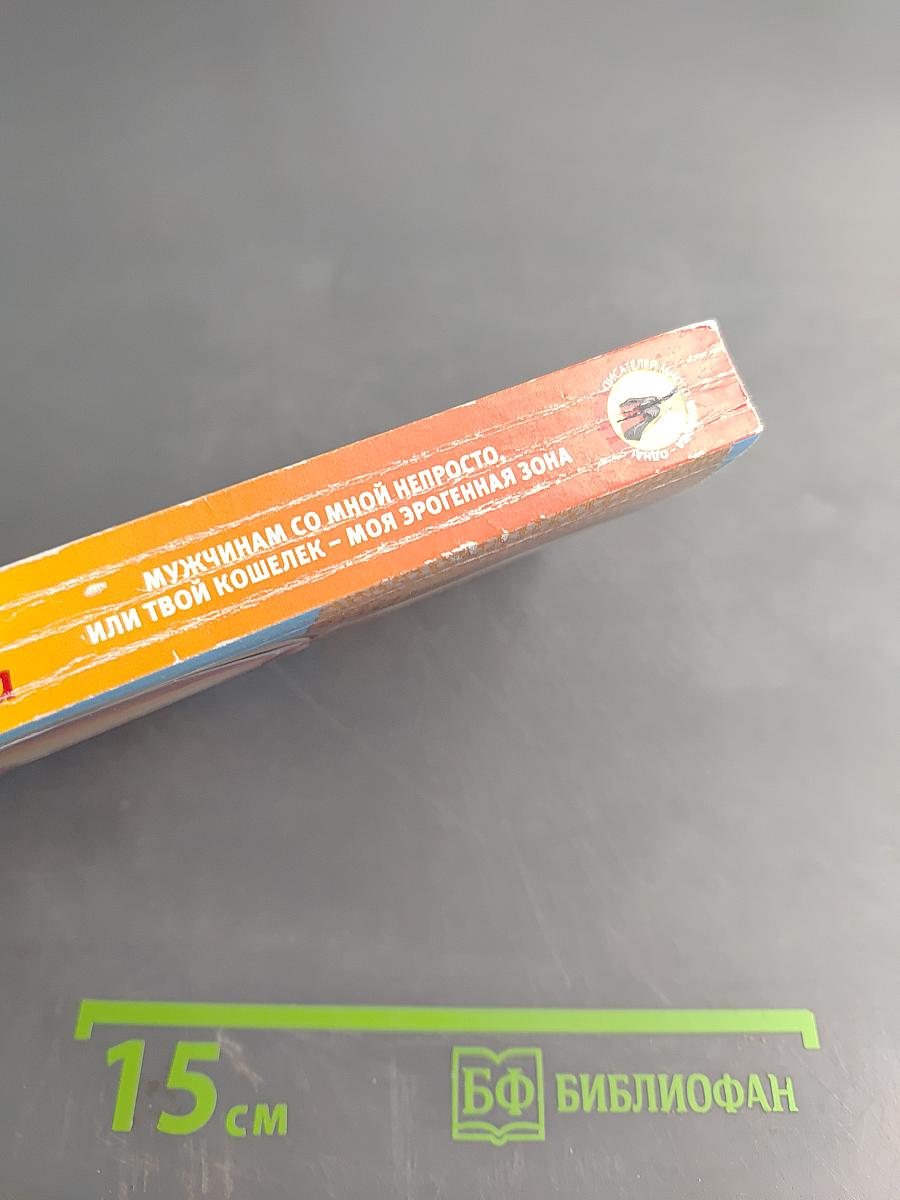 МУЖЧИНАМ СО МНОЙ НЕПРОСТО,
ИЛИ ТВОЙ КОШЕЛЕК – МОЯ ЭРОГЕННАЯ ЗОНА
15 см
БФ БИБЛИОФАН